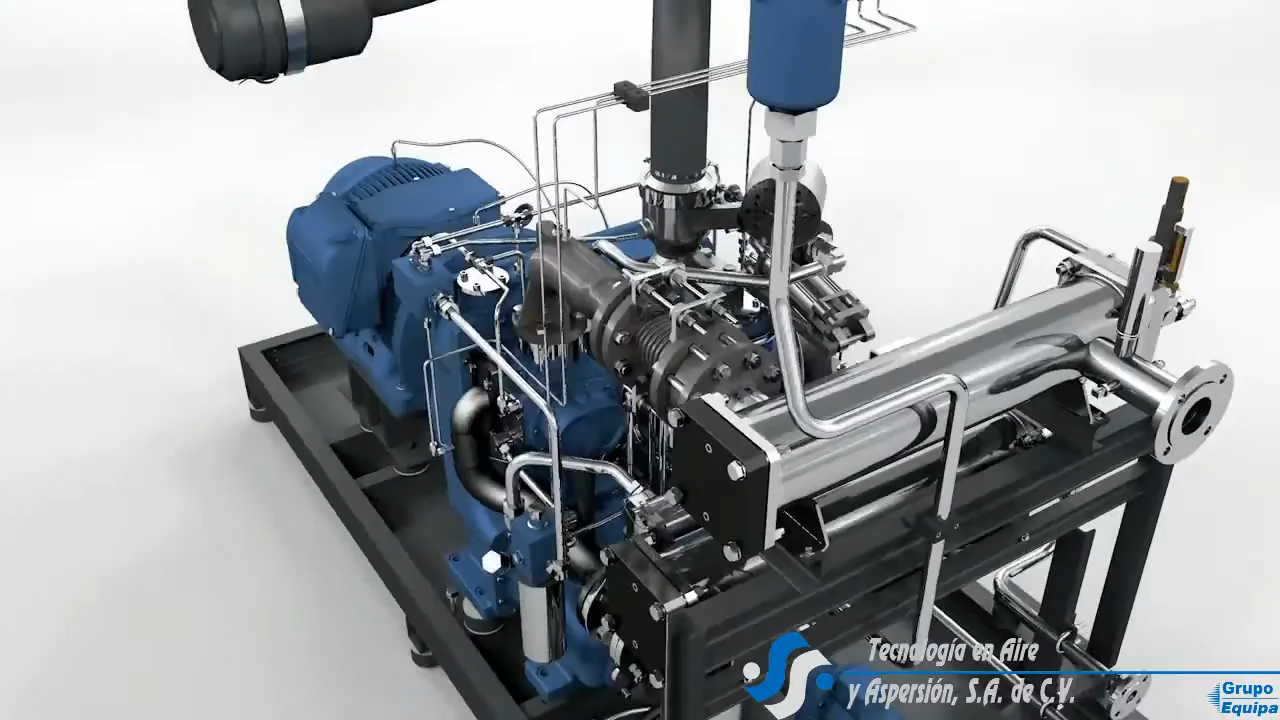 Tecnología en Aire
y Aspersión, S.A. de C.V.
Grupo
Equipa